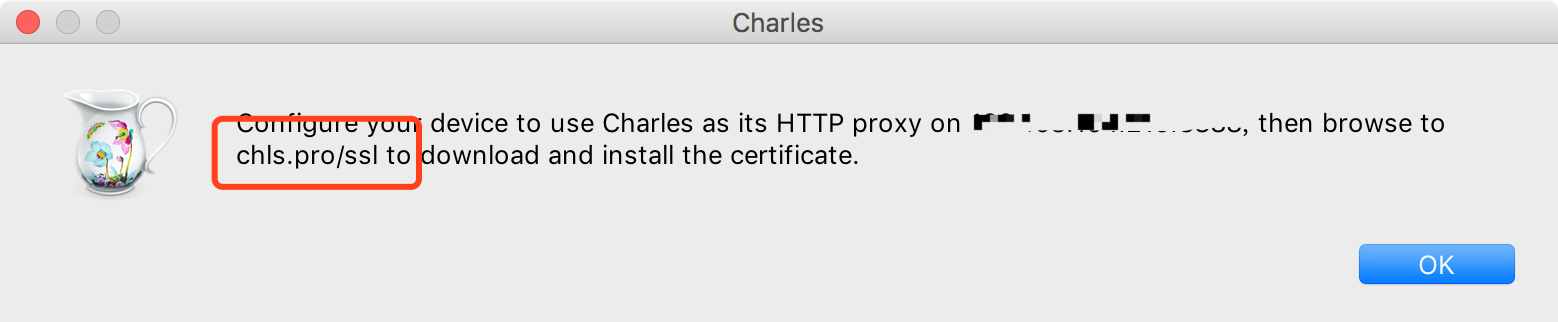 Charles
Configure your device to use Charles as its HTTP proxy on then browse to
chls.pro/ssl to download and install the certificate.
OK